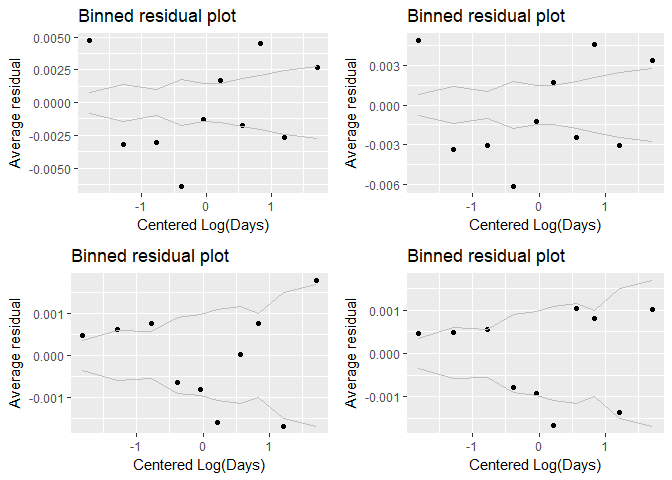 Binned residual plot
0.0050
0.0025
0.0000
-0.0025
-0.0050
Average residual
-1 0 1
Centered Log(Days)
Binned residual plot
0.003
0.000
-0.003
-0.006
Average residual
-1 0 1
Centered Log(Days)
Binned residual plot
0.001
0.000
-0.001
Average residual
-1 0 1
Centered Log(Days)
Binned residual plot
0.001
0.000
-0.001
Average residual
-1 0 1
Centered Log(Days)